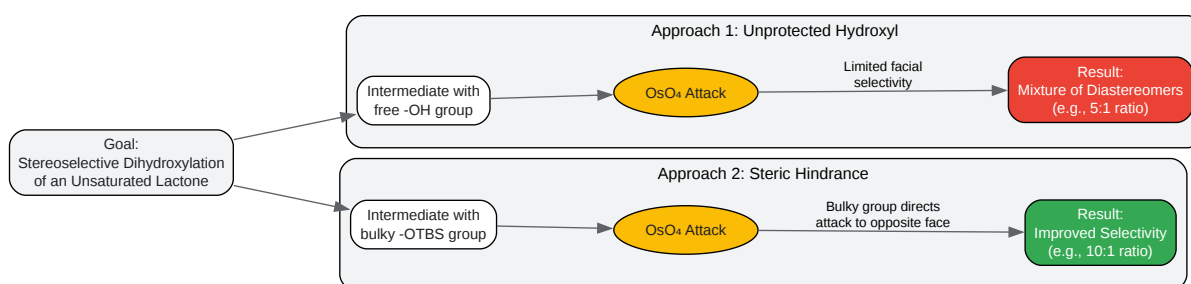 Approach 1: Unprotected Hydroxyl
Intermediate with
free -OH group
OsO₄ Attack
Limited facial
selectivity
Result:
Mixture of Diastereomers
(e.g., 5:1 ratio)
Goal:
Stereoselective Dihydroxylation
of an Unsaturated Lactone
Approach 2: Steric Hindrance
Intermediate with
bulky -OTBS group
OsO₄ Attack
Bulky group directs
attack to opposite face
Result:
Improved Selectivity
(e.g., 10:1 ratio)